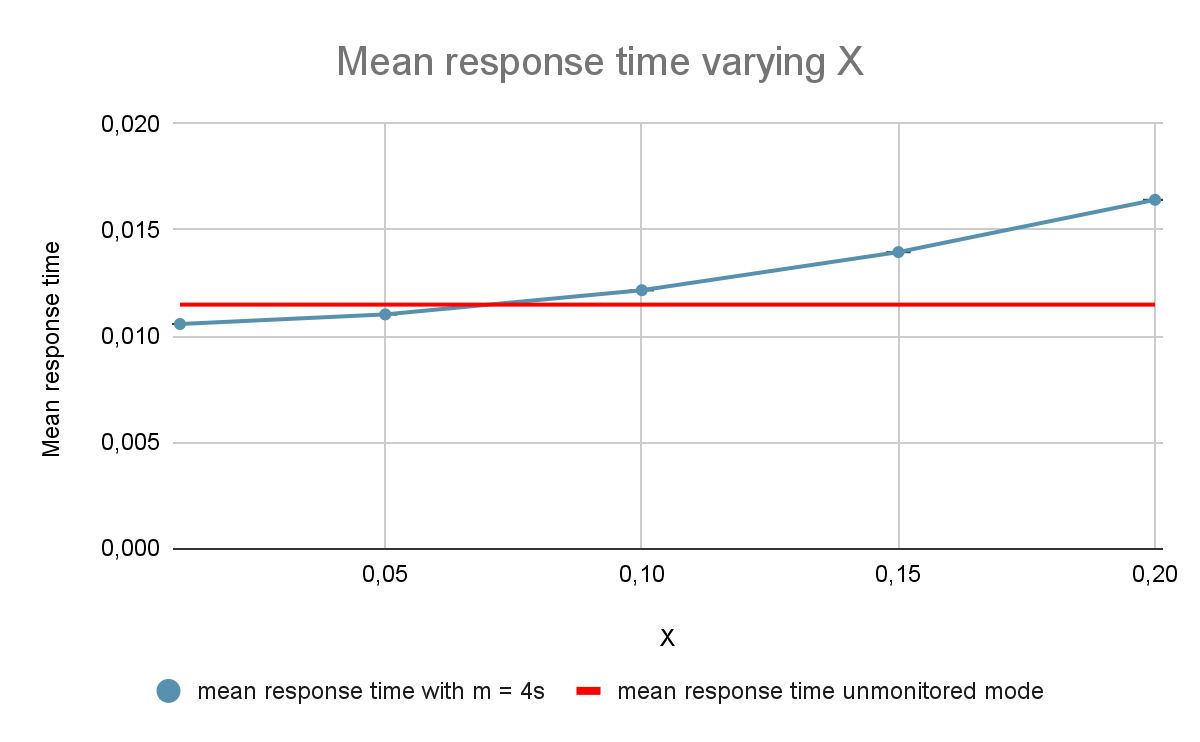 Mean response time varying X
0,020
0,015
0,010
0,005
0,000
Mean response time
0,05 0,10 0,15 0,20
X
mean response time with m = 4s mean response time unmonitored mode